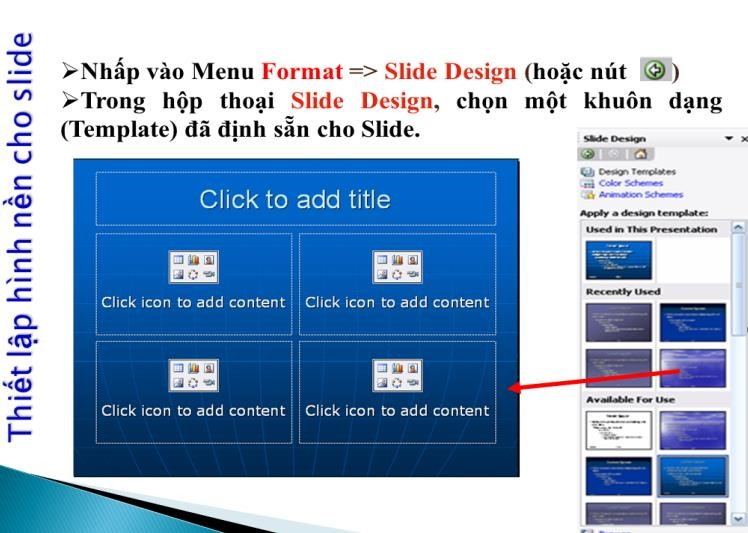 Thiết lập hình nền cho slide
➢Nhấp vào Menu Format => Slide Design (hoặc nút )
➢Trong hộp thoại Slide Design, chọn một khuôn dạng
(Template) đã định sẵn cho Slide.
Click to add title
Click icon to add content
Click icon to add content
Click icon to add content
Click icon to add content
Slide Design
Design Templates
Color Schemes
Animation Schemes
Apply a design template:
Used in This Presentation
Recently Used
Available For Use